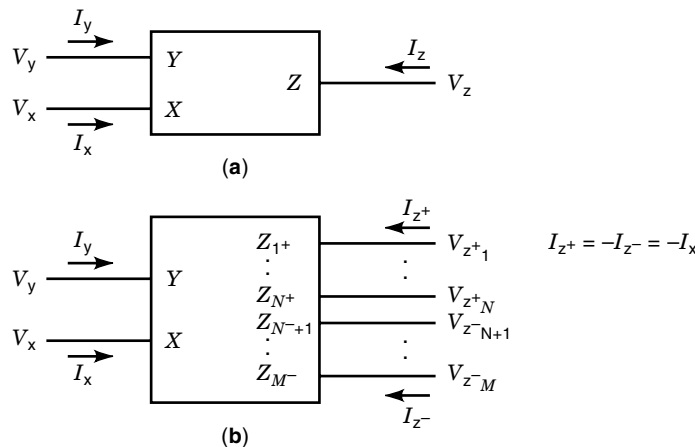 I_y
V_y Y I_z
Z V_z
V_x X
I_x
(a)
I_z+
I_y Z_1+ V_z+_1 I_z+ = –I_z– = –I_x
V_y Y : :
Z_N+ V_z+_N
V_x X Z_N–+1 V_z–_N+1
I_x : :
Z_M– V_z–_M
I_z–
(b)